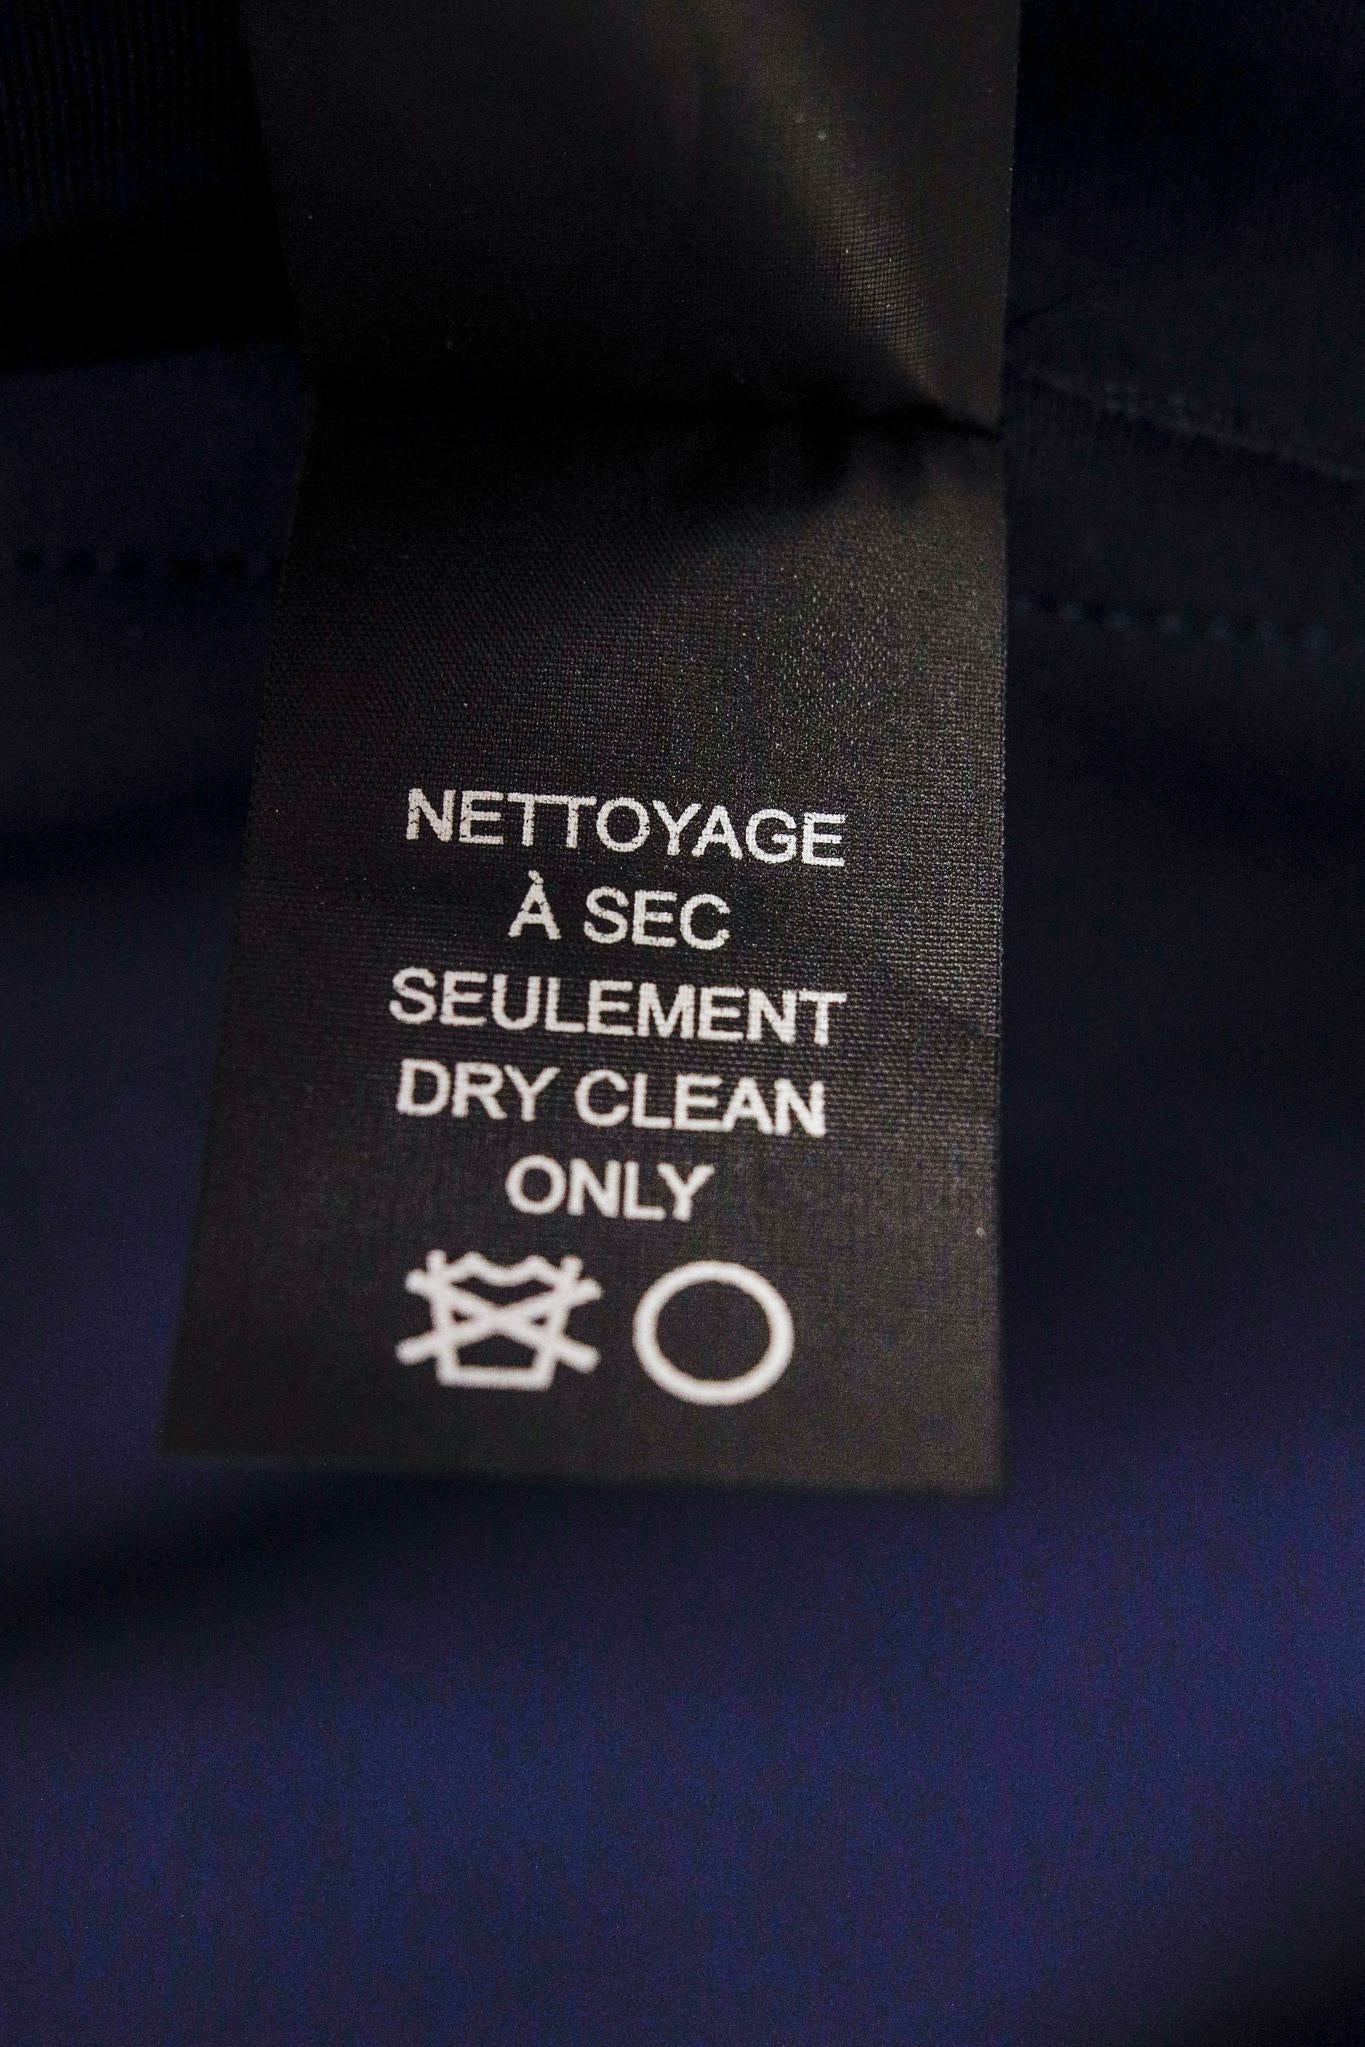 NETTOYAGE
À SEC
SEULEMENT
DRY CLEAN
ONLY